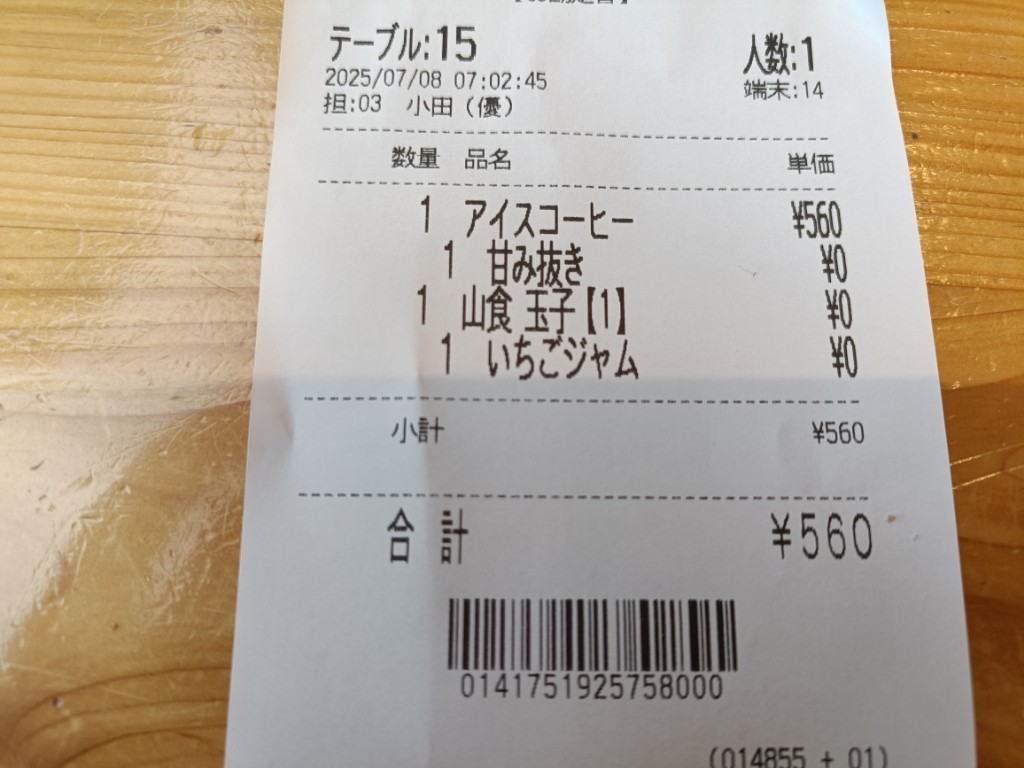 テーブル:15 人数:1
2025/07/08 07:02:45 端末:14
担:03 小田(優)
数量 品名 単価
1 アイスコーヒー ¥560
1 甘み抜き ¥0
1 山食 玉子【1】 ¥0
1 いちごジャム ¥0
小計 ¥560
合計 ¥560
0141751925758000
(014855 + 01)